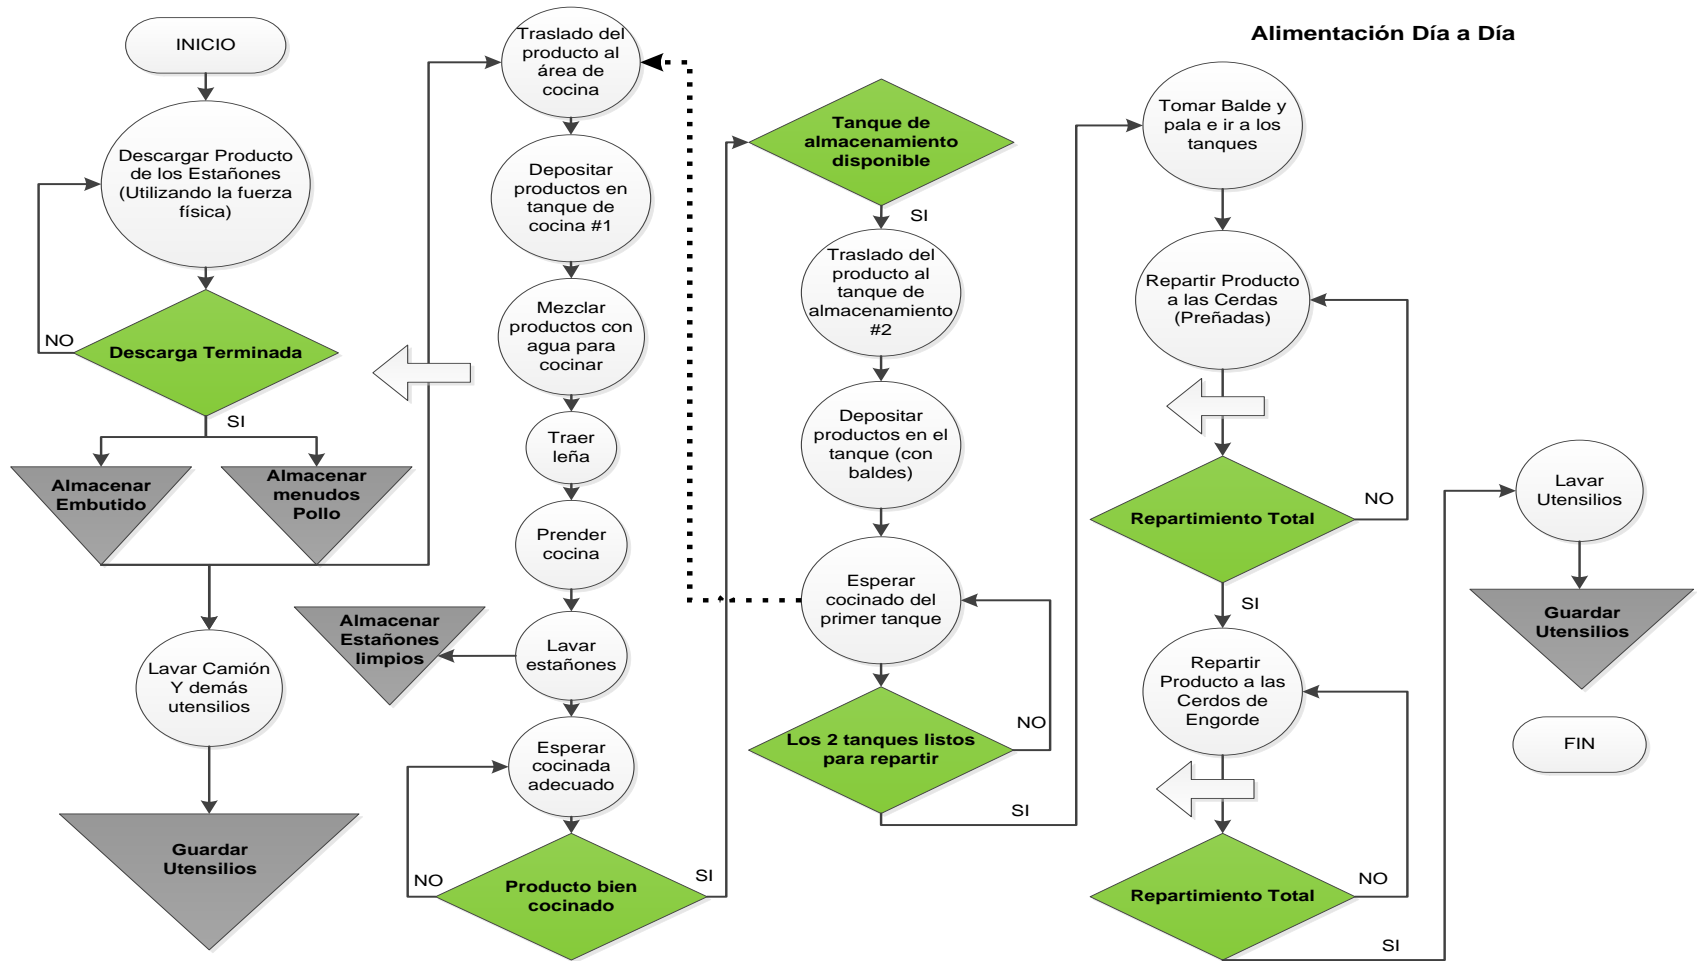 Alimentación Día a Día
INICIO
Descargar Producto
de los Estañones
(Utilizando la fuerza
física)
NO
Descarga Terminada
SI
Almacenar
Embutido
Almacenar
menudos
Pollo
Lavar Camión
Y demás
utensilios
Guardar
Utensilios
Traslado del
producto al
área de
cocina
Depositar
productos en
tanque de
cocina #1
Mezclar
productos con
agua para
cocinar
Traer
leña
Prender
cocina
Almacenar
Estañones
limpios
Lavar
estañones
Esperar
cocinada
adecuado
NO
Producto bien
cocinado
SI
Tanque de
almacenamiento
disponible
SI
Traslado del
producto al
tanque de
almacenamiento
#2
Depositar
productos en el
tanque (con
baldes)
Esperar
cocinado del
primer tanque
NO
Los 2 tanques listos
para repartir
SI
Tomar Balde y
pala e ir a los
tanques
Repartir Producto
a las Cerdas
(Preñadas)
NO
Repartimiento Total
SI
Repartir
Producto a las
Cerdos de
Engorde
NO
Repartimiento Total
SI
Lavar
Utensilios
Guardar
Utensilios
FIN